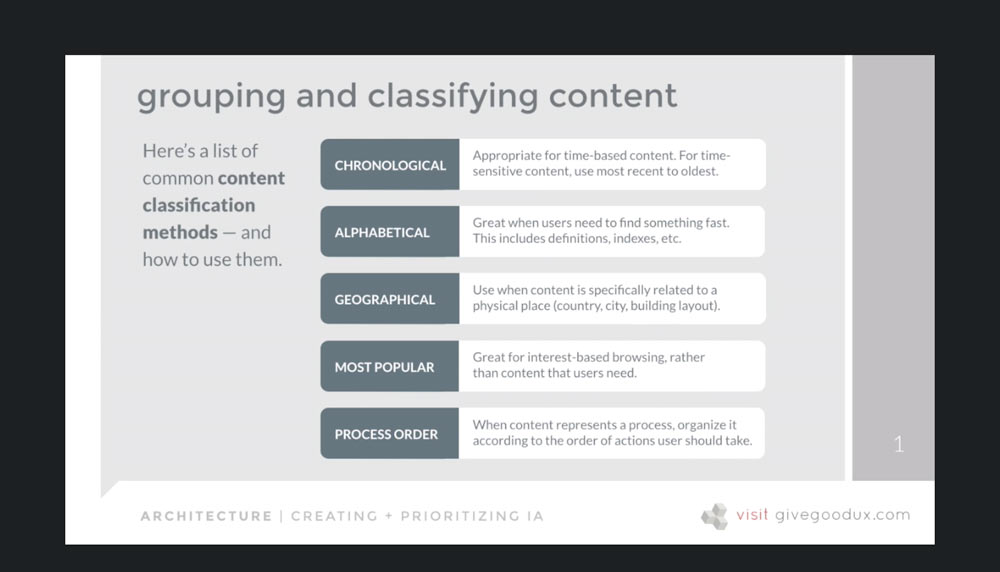 grouping and classifying content
Here's a list of
common content
classification
methods — and
how to use them.
CHRONOLOGICAL
Appropriate for time-based content. For time-
sensitive content, use most recent to oldest.
ALPHABETICAL
Great when users need to find something fast.
This includes definitions, indexes, etc.
GEOGRAPHICAL
Use when content is specifically related to a
physical place (country, city, building layout).
MOST POPULAR
Great for interest-based browsing, rather
than content that users need.
PROCESS ORDER
When content represents a process, organize it
according to the order of actions user should take.
1
ARCHITECTURE | CREATING + PRIORITIZING IA
visit givegoodux.com